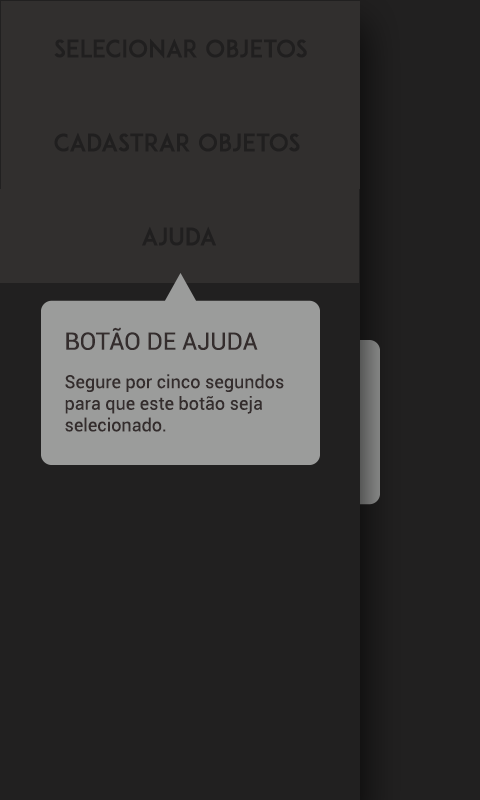 SELECIONAR OBJETOS
CADASTRAR OBJETOS
AJUDA
BOTÃO DE AJUDA
Segure por cinco segundos
para que este botão seja
selecionado.